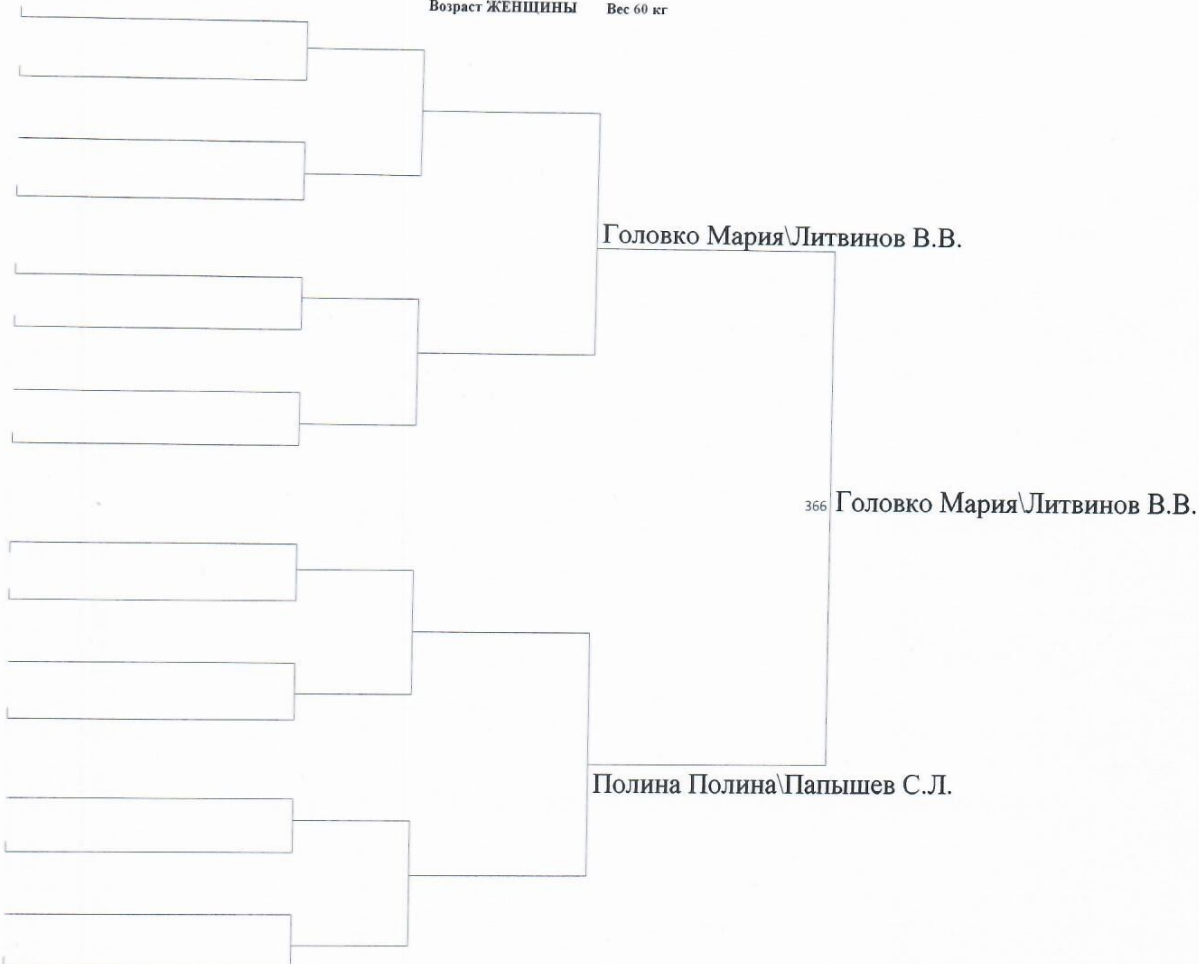 Возраст ЖЕНЩИНЫ Вес 60 кг
Головко Мария\Литвинов В.В.
366 Головко Мария\Литвинов В.В.
Полина Полина\Папышев С.Л.